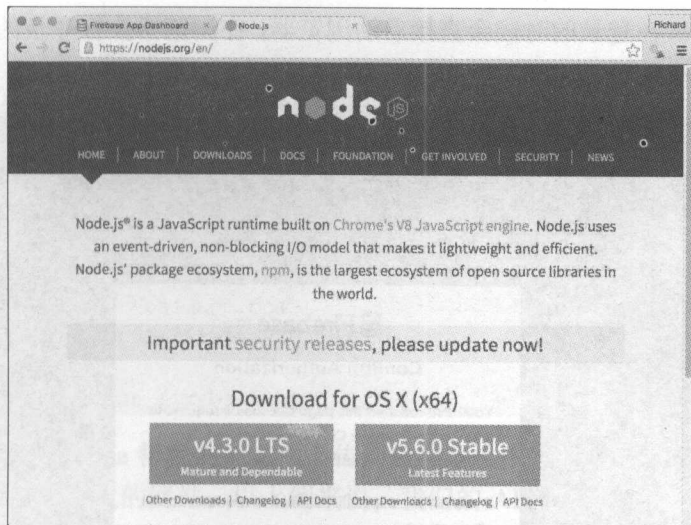 Firebase App Dashboard
Node.js
Richard
https://nodejs.org/en/
node JS
HOME | ABOUT | DOWNLOADS | DOCS | FOUNDATION | GET INVOLVED | SECURITY | NEWS
Node.js® is a JavaScript runtime built on Chrome's V8 JavaScript engine. Node.js uses
an event-driven, non-blocking I/O model that makes it lightweight and efficient.
Node.js' package ecosystem, npm, is the largest ecosystem of open source libraries in
the world.
Important security releases, please update now!
Download for OS X (x64)
v4.3.0 LTS
Mature and Dependable
v5.6.0 Stable
Latest Features
Other Downloads | Changelog | API Docs
Other Downloads | Changelog | API Docs